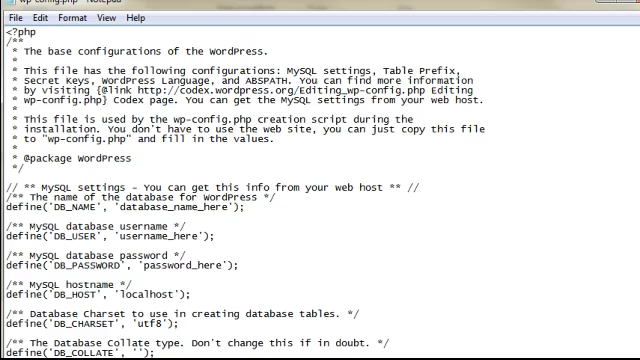 wp-config.php - Notepad
File Edit Format View Help
<?php
/**
 * The base configurations of the WordPress.
 *
 * This file has the following configurations: MySQL settings, Table Prefix,
 * Secret Keys, WordPress Language, and ABSPATH. You can find more information
 * by visiting {@link http://codex.wordpress.org/Editing_wp-config.php Editing
 * wp-config.php} Codex page. You can get the MySQL settings from your web host.
 *
 * This file is used by the wp-config.php creation script during the
 * installation. You don't have to use the web site, you can just copy this file
 * to "wp-config.php" and fill in the values.
 *
 * @package WordPress
 */
// ** MySQL settings - You can get this info from your web host ** //
/** The name of the database for WordPress */
define('DB_NAME', 'database_name_here');
/** MySQL database username */
define('DB_USER', 'username_here');
/** MySQL database password */
define('DB_PASSWORD', 'password_here');
/** MySQL hostname */
define('DB_HOST', 'localhost');
/** Database Charset to use in creating database tables. */
define('DB_CHARSET', 'utf8');
/** The Database Collate type. Don't change this if in doubt. */
define('DB_COLLATE', '');